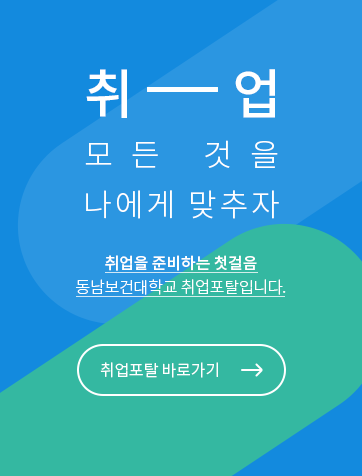 취 업
모든 것을
나에게 맞추자
취업을 준비하는 첫걸음
동남보건대학교 취업포탈입니다.
취업포탈 바로가기 →